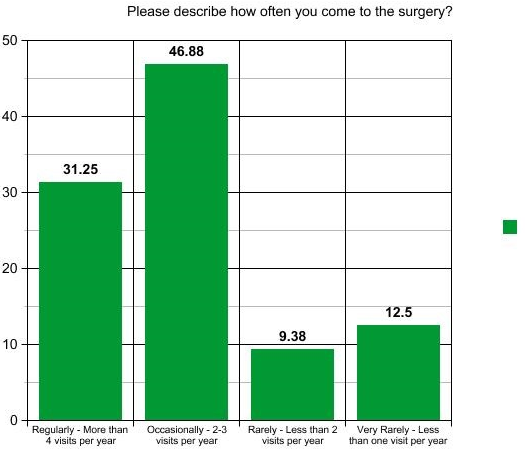 Please describe how often you come to the surgery?
50
40
30
20
10
0
31.25
46.88
9.38
12.5
Regularly - More than
4 visits per year
Occasionally - 2-3
visits per year
Rarely - Less than 2
visits per year
Very Rarely - Less
than one visit per year